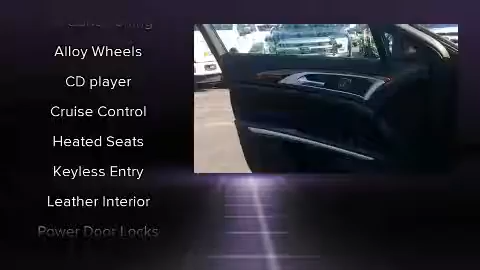 Alloy Wheels
CD player
Cruise Control
Heated Seats
Keyless Entry
Leather Interior
Power Door Locks